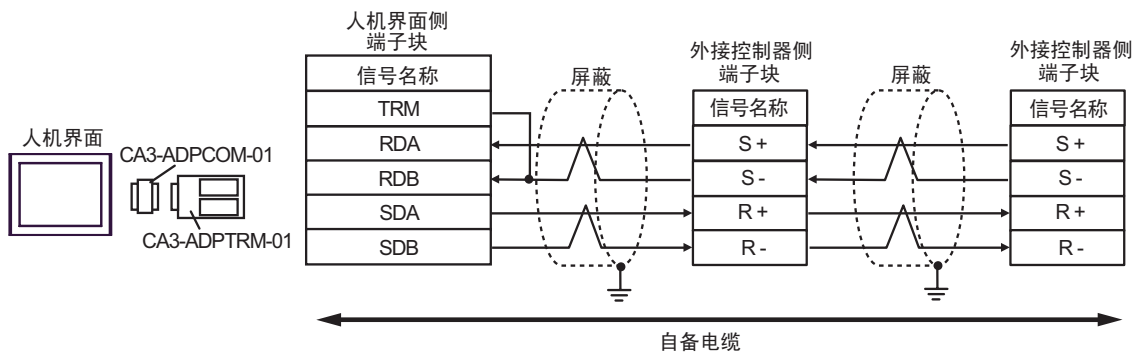 人机界面侧
端子块
信号名称
TRM
RDA
RDB
SDA
SDB
人机界面
CA3-ADPCOM-01
CA3-ADPTRM-01
屏蔽
外接控制器侧
端子块
信号名称
S +
S -
R +
R -
屏蔽
外接控制器侧
端子块
信号名称
S +
S -
R +
R -
自备电缆